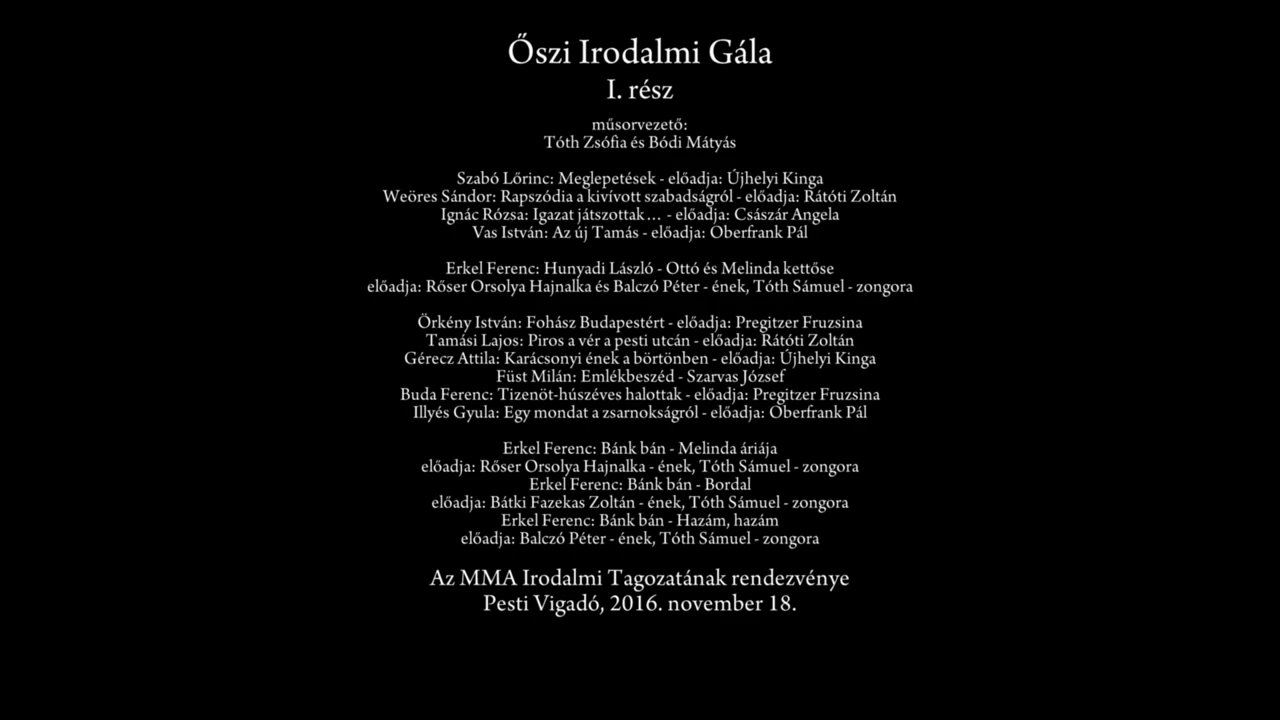 Őszi Irodalmi Gála
I. rész
műsorvezető:
Tóth Zsófia és Bódi Mátyás
Szabó Lőrinc: Meglepetések - előadja: Újhelyi Kinga
Weöres Sándor: Rapszódia a kivívott szabadságról - előadja: Rátóti Zoltán
Ignác Rózsa: Igazat játszottak... - előadja: Császár Angela
Vas István: Az új Tamás - előadja: Oberfrank Pál
Erkel Ferenc: Hunyadi László - Ottó és Melinda kettőse
előadja: Rőser Orsolya Hajnalka és Balczó Péter - ének, Tóth Sámuel - zongora
Örkény István: Fohász Budapestért - előadja: Pregitzer Fruzsina
Tamási Lajos: Piros a vér a pesti utcán - előadja: Rátóti Zoltán
Gérecz Attila: Karácsonyi ének a börtönben - előadja: Újhelyi Kinga
Füst Milán: Emlékbeszéd - Szarvas József
Buda Ferenc: Tizenöt-húszéves halottak - előadja: Pregitzer Fruzsina
Illyés Gyula: Egy mondat a zsarnokságról - előadja: Oberfrank Pál
Erkel Ferenc: Bánk bán - Melinda áriája
előadja: Rőser Orsolya Hajnalka - ének, Tóth Sámuel - zongora
Erkel Ferenc: Bánk bán - Bordal
előadja: Bátki Fazekas Zoltán - ének, Tóth Sámuel - zongora
Erkel Ferenc: Bánk bán - Hazám, hazám
előadja: Balczó Péter - ének, Tóth Sámuel - zongora
Az MMA Irodalmi Tagozatának rendezvénye
Pesti Vigadó, 2016. november 18.